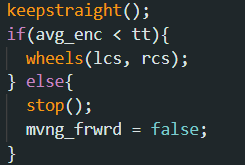 keepstraight();
if(avg_enc < tt){
  wheels(lcs, rcs);
} else{
  stop();
  mvng_frwrd = false;
}